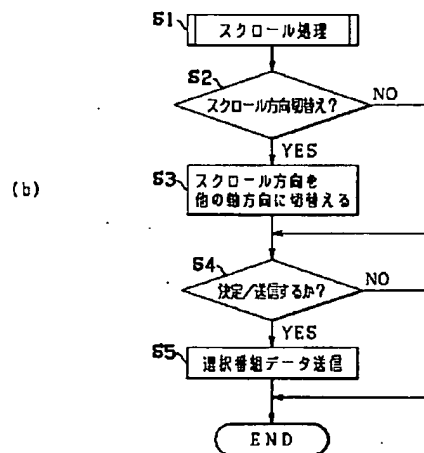 S1
スクロール処理
S2
スクロール方向切替え?
NO
YES
(b)
S3
スクロール方向を
他の軸方向に切替える
S4
決定/送信するか?
NO
YES
S5
選択番組データ送信
END